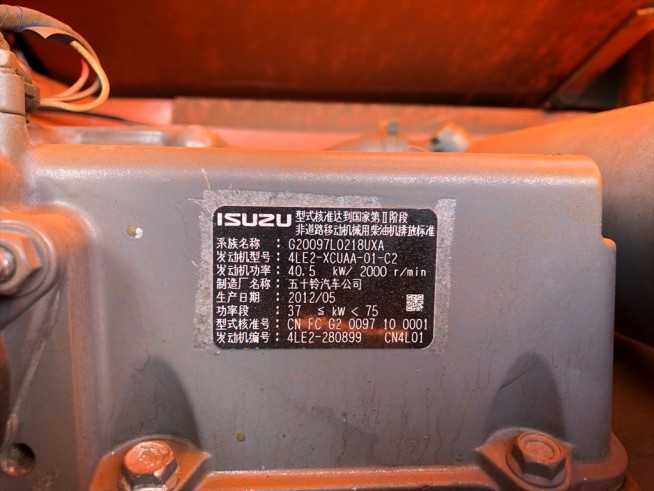 ISUZU 型式核准达到国家第Ⅱ阶段
非道路移动机械用柴油机排放标准
系族名称 : G20097L0218UXA
发动机型号: 4LE2-XCUAA-01-C2
发动机功率: 40.5 kW/ 2000 r/min
制造厂名称: 五十铃汽车公司
生产日期 : 2012/05
功率段 : 37 ≤ kW < 75
型式核准号: CN FC G2 0097 10 0001
发动机编号: 4LE2-280899 CN4L01